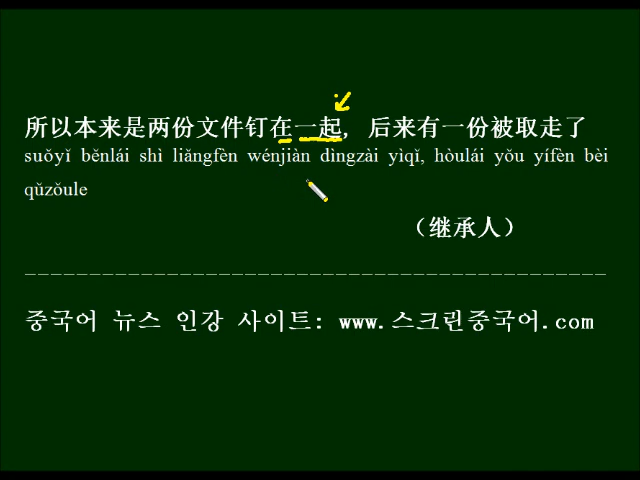 所以本来是两份文件钉在一起，后来有一份被取走了
suǒyǐ běnlái shì liǎngfèn wénjiàn dìngzài yìqǐ, hòulái yǒu yífèn bèi
qǔzǒule
（继承人）
중국어 뉴스 인강 사이트: www.스크린중국어.com